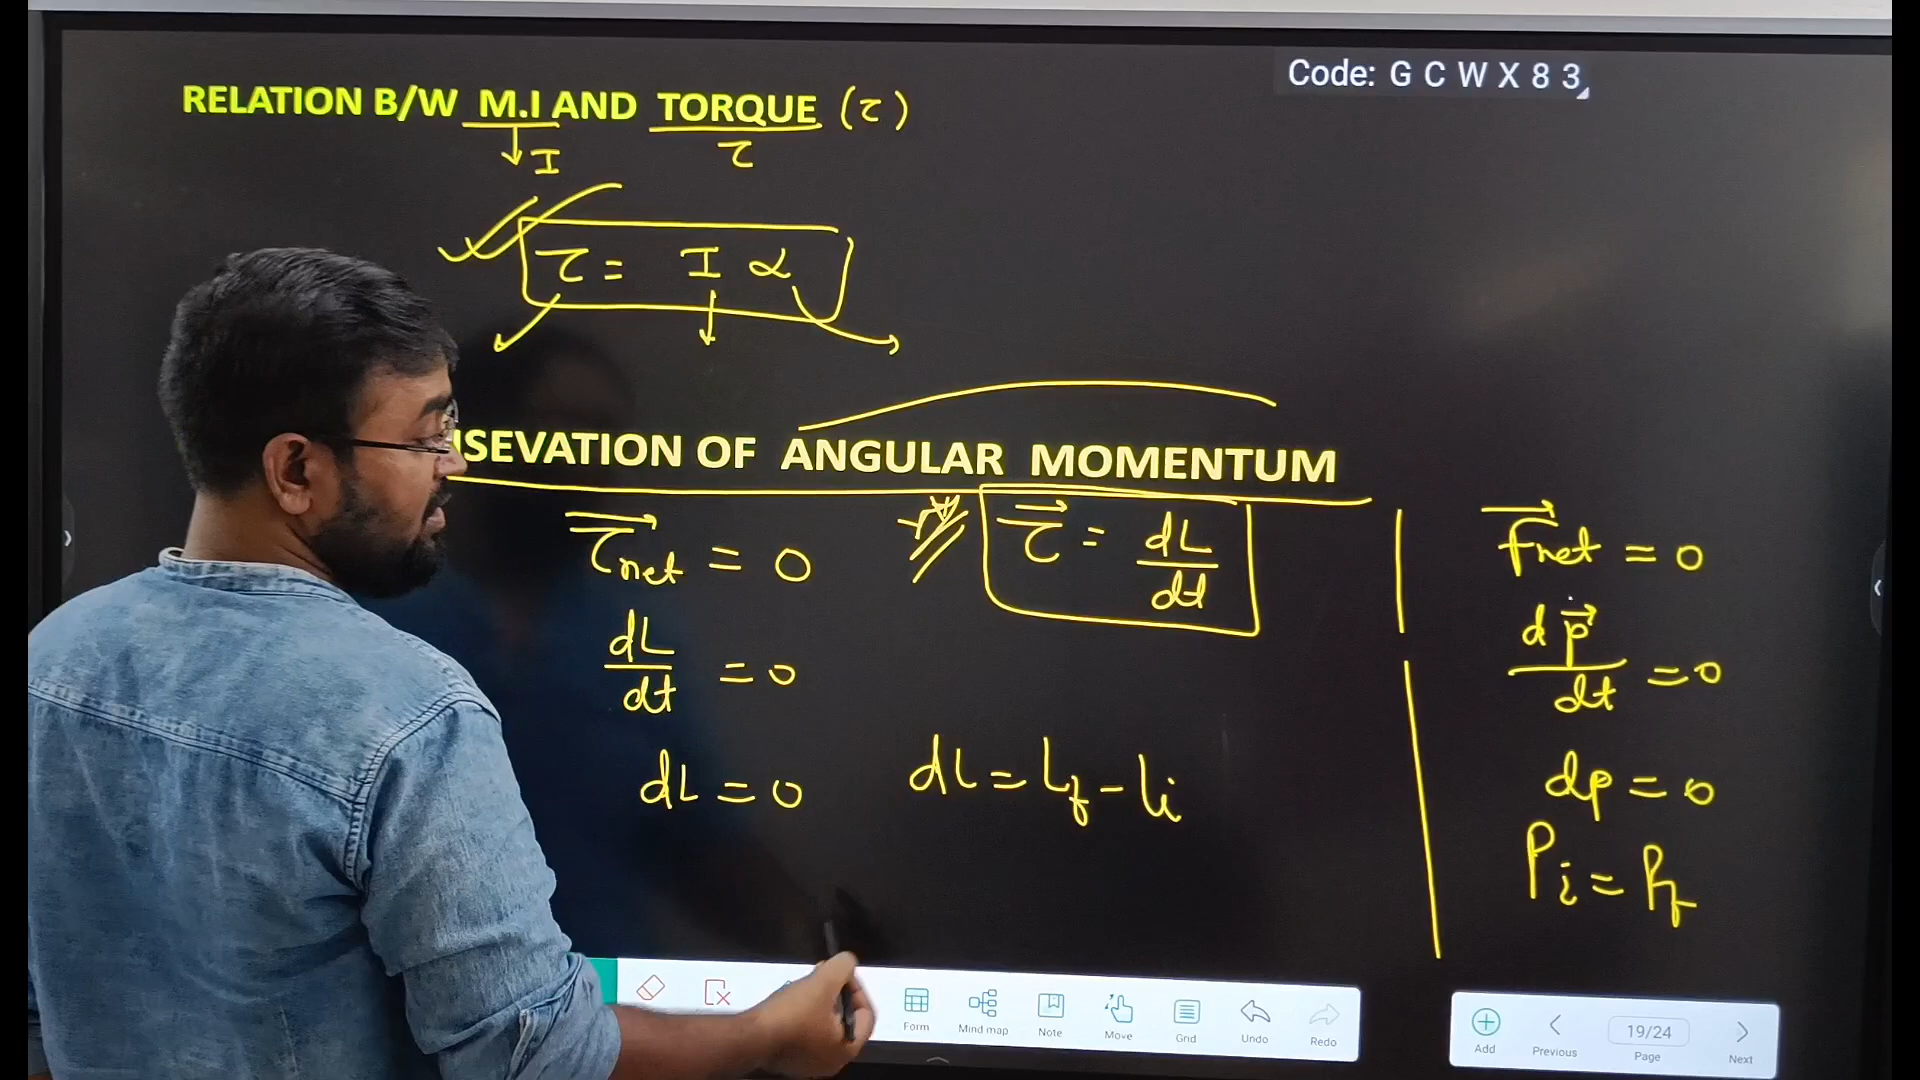 Code: G C W X 8 3
RELATION B/W M.I AND TORQUE (τ)
I τ
τ = I α
NSEVATION OF ANGULAR MOMENTUM
τnet = 0
τ = dL/dt
dL/dt = 0
dL = 0
dL = Lf - Li
Fnet = 0
dp/dt = 0
dp = 0
Pi = Pf
Form Mind map Note Move Grid Undo Redo
Add Previous 19/24 Page Next